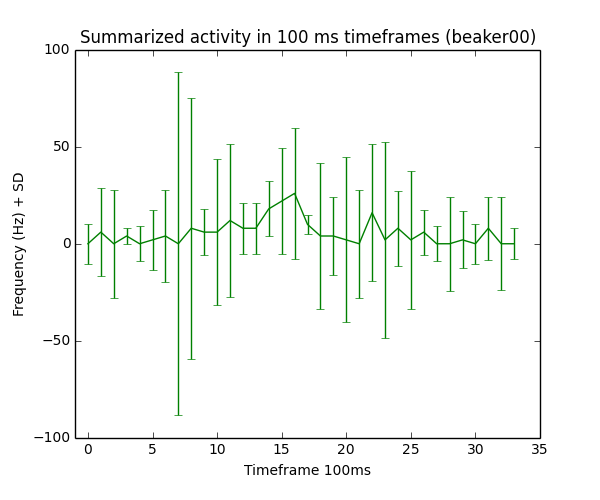 Summarized activity in 100 ms timeframes (beaker00)
100
50
0
−50
−100
Frequency (Hz) + SD
0 5 10 15 20 25 30 35
Timeframe 100ms